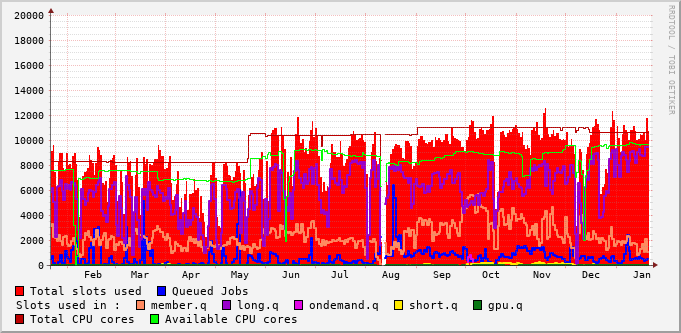 20000
18000
16000
14000
12000
10000
8000
6000
4000
2000
0
Feb Mar Apr May Jun Jul Aug Sep Oct Nov Dec Jan
RRDTOOL / TOBI OETIKER
Total slots used Queued Jobs
Slots used in : member.q long.q ondemand.q short.q gpu.q
Total CPU cores Available CPU cores